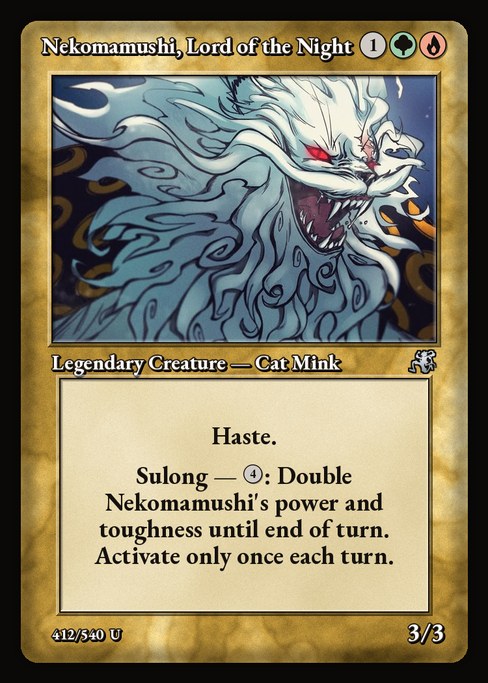 Nekomamushi, Lord of the Night 1
Legendary Creature — Cat Mink
Haste.
Sulong — 4: Double
Nekomamushi's power and
toughness until end of turn.
Activate only once each turn.
412/540 U 3/3